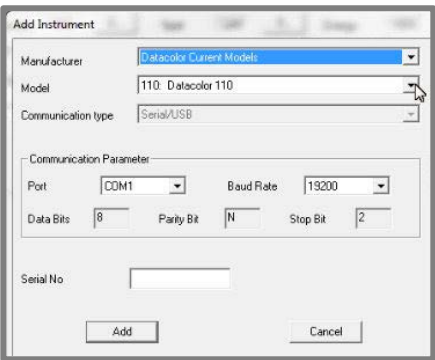 Add Instrument
Manufacturer Datacolor Current Models
Model 110: Datacolor 110
Communication type Serial/USB
Communication Parameter
Port COM1 Baud Rate 19200
Data Bits 8 Parity Bit N Stop Bit 2
Serial No
Add Cancel